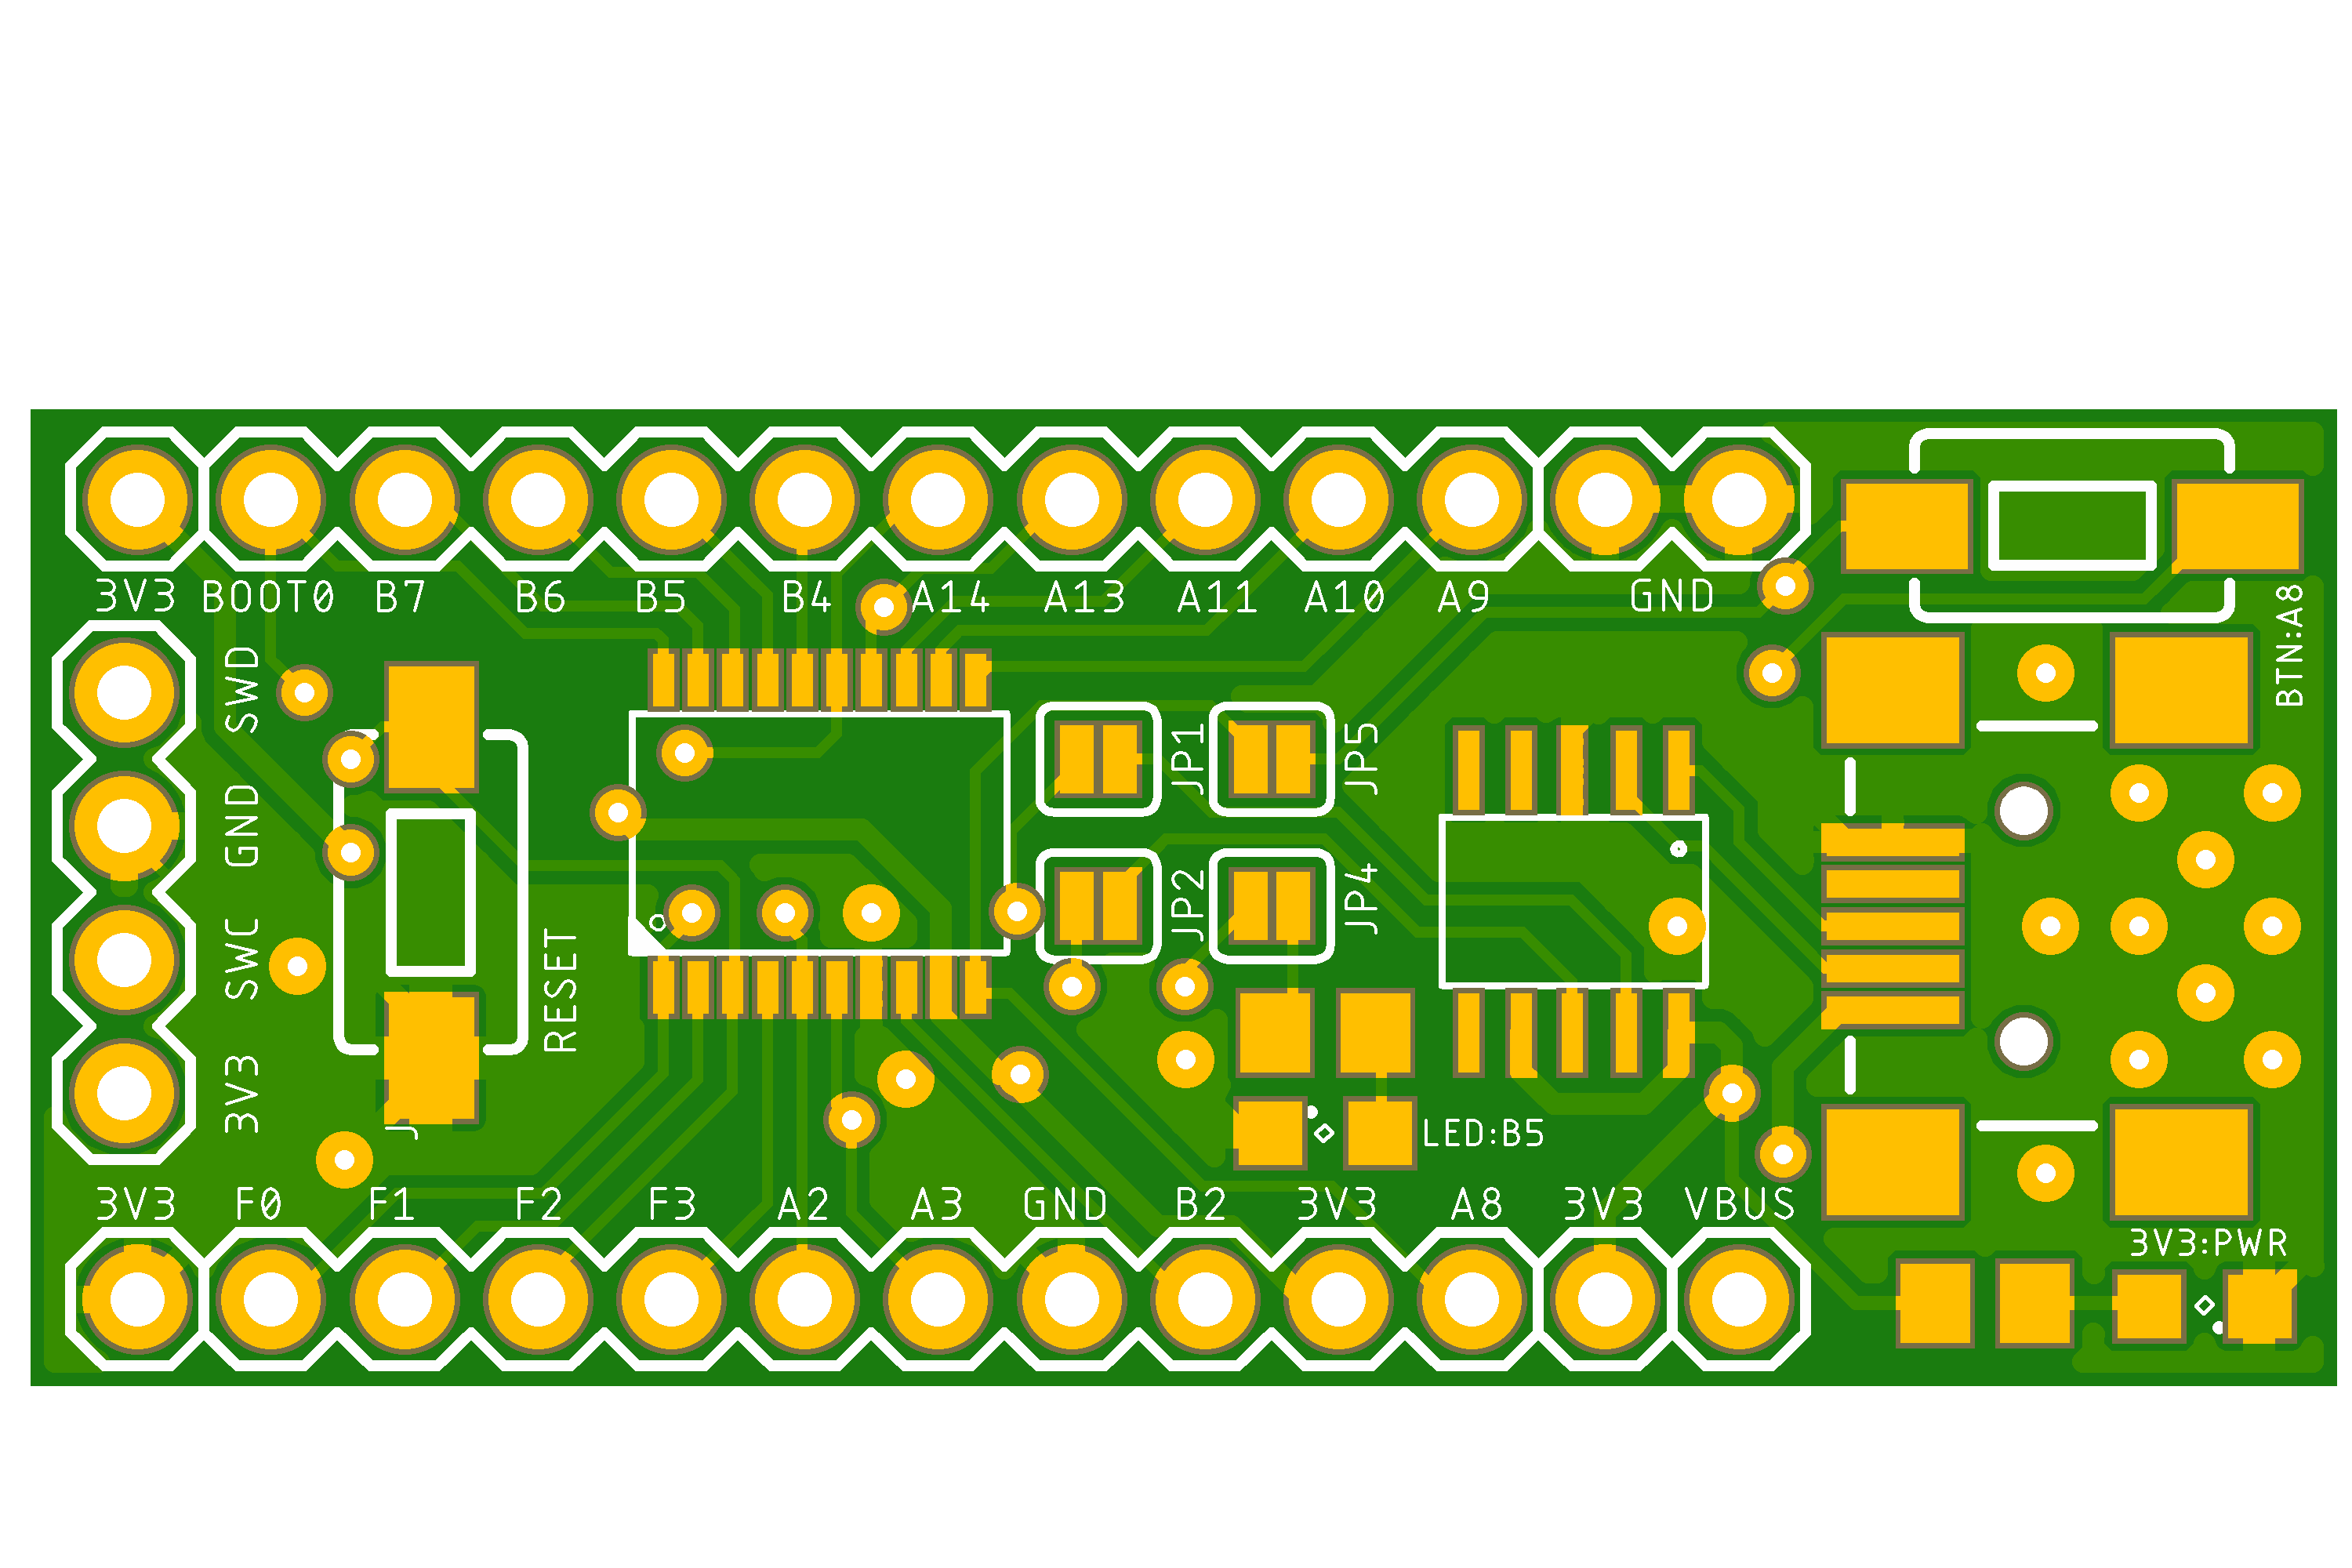 3V3 BOOT0 B7 B6 B5 B4 A14 A13 A11 A10 A9 GND
BTN:A8
SWD
GND
SWC
3V3
RESET
J
JP1
JP5
JP2
JP4
LED:B5
3V3 F0 F1 F2 F3 A2 A3 GND B2 3V3 A8 3V3 VBUS
3V3:PWR